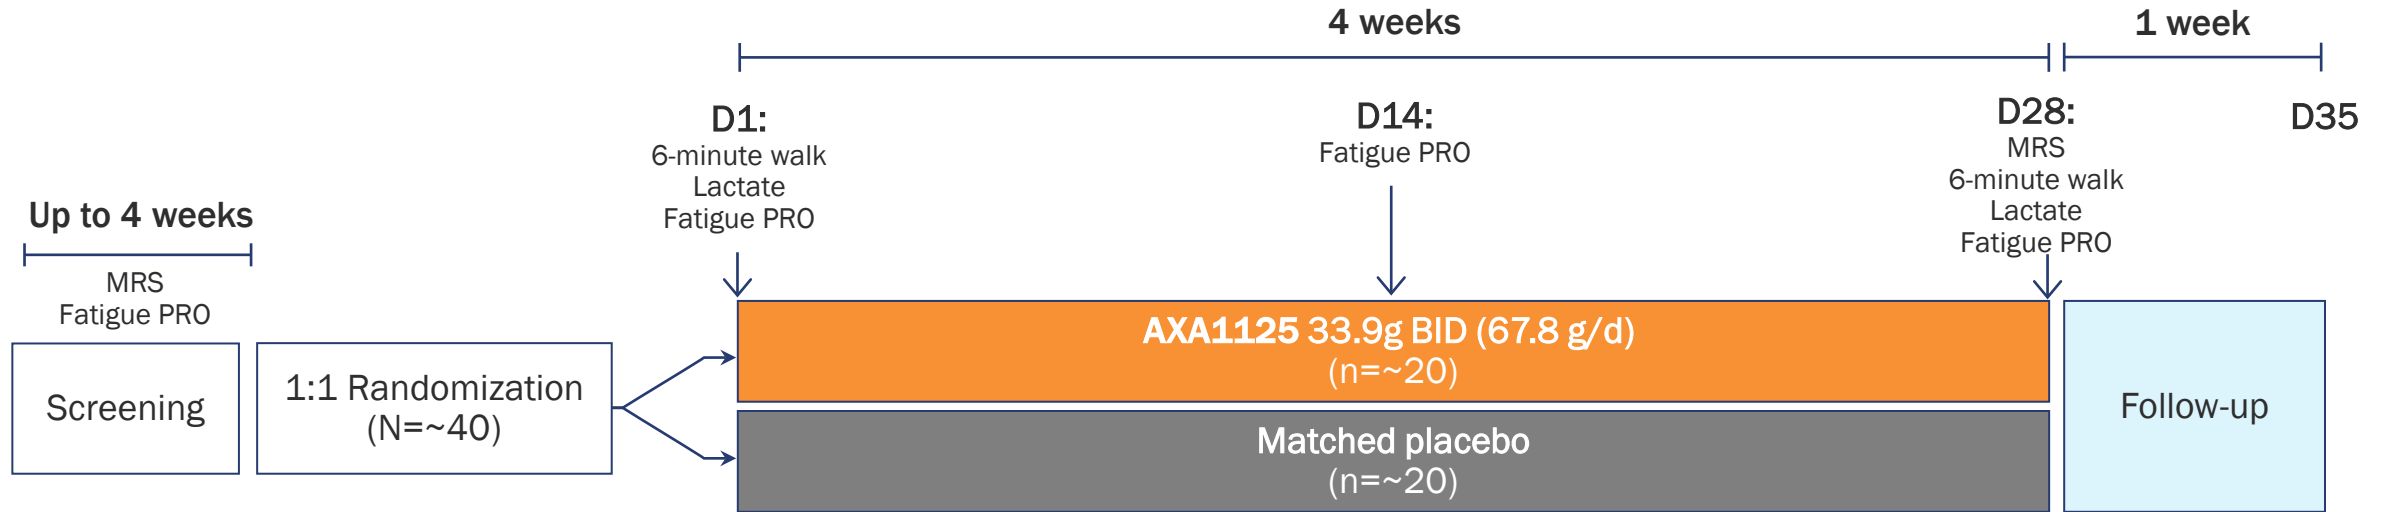 4 weeks
1 week
D1:
6-minute walk
Lactate
Fatigue PRO
D14:
Fatigue PRO
D28:
MRS
6-minute walk
Lactate
Fatigue PRO
D35
Up to 4 weeks
MRS
Fatigue PRO
Screening
1:1 Randomization
(N=~40)
AXA1125 33.9g BID (67.8 g/d)
(n=~20)
Matched placebo
(n=~20)
Follow-up